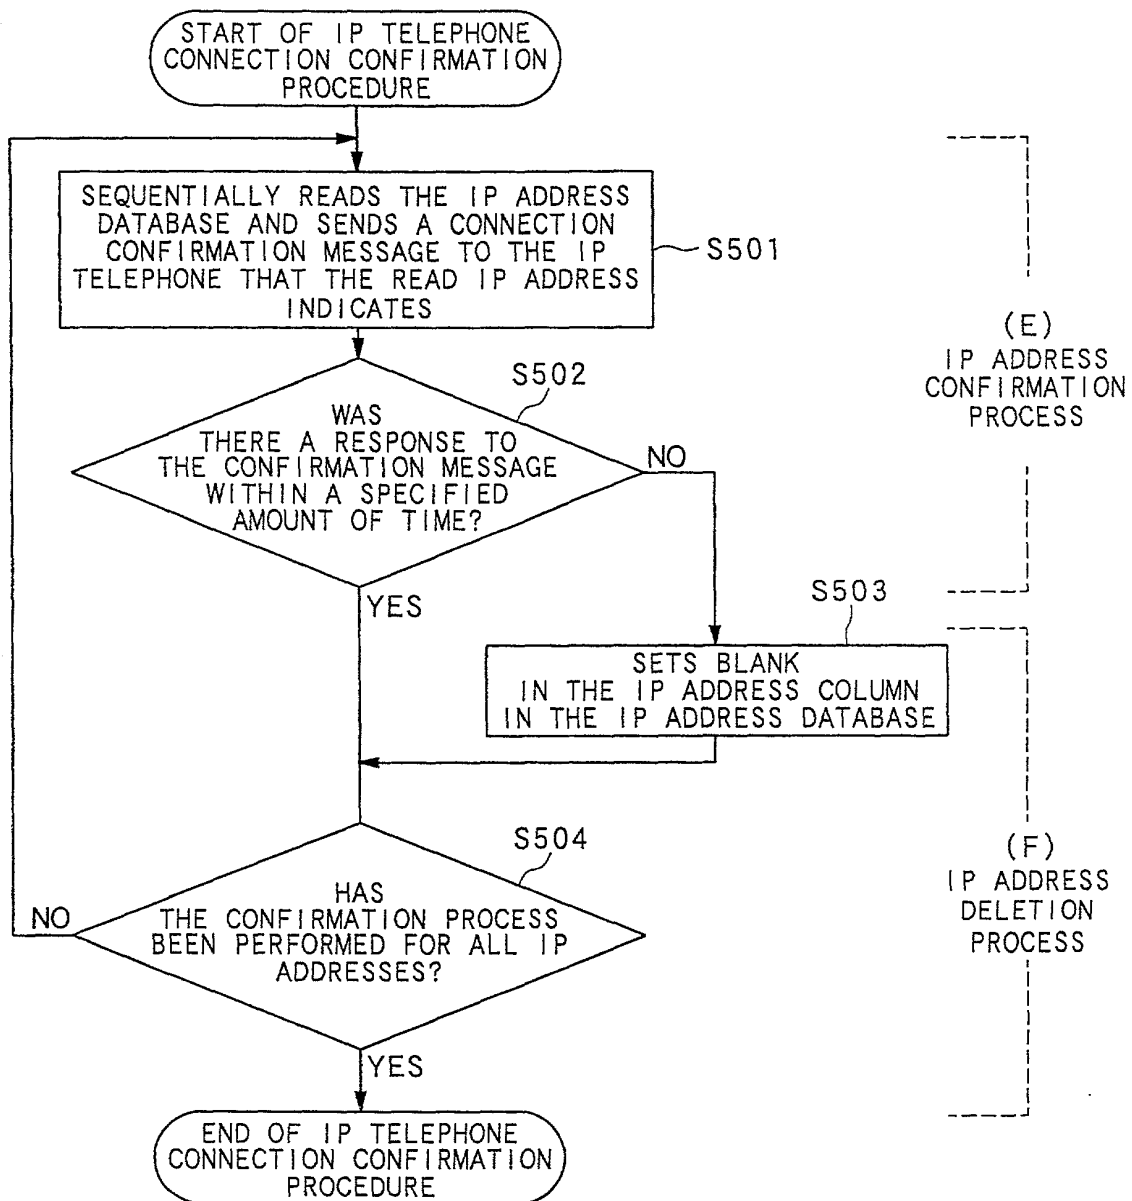 START OF IP TELEPHONE
CONNECTION CONFIRMATION
PROCEDURE
SEQUENTIALLY READS THE IP ADDRESS
DATABASE AND SENDS A CONNECTION
CONFIRMATION MESSAGE TO THE IP
TELEPHONE THAT THE READ IP ADDRESS
INDICATES
S501
(E)
IP ADDRESS
CONFIRMATION
PROCESS
S502
WAS
THERE A RESPONSE TO
THE CONFIRMATION MESSAGE
WITHIN A SPECIFIED
AMOUNT OF TIME?
NO
YES
S503
SETS BLANK
IN THE IP ADDRESS COLUMN
IN THE IP ADDRESS DATABASE
S504
HAS
THE CONFIRMATION PROCESS
BEEN PERFORMED FOR ALL IP
ADDRESSES?
NO
YES
(F)
IP ADDRESS
DELETION
PROCESS
END OF IP TELEPHONE
CONNECTION CONFIRMATION
PROCEDURE